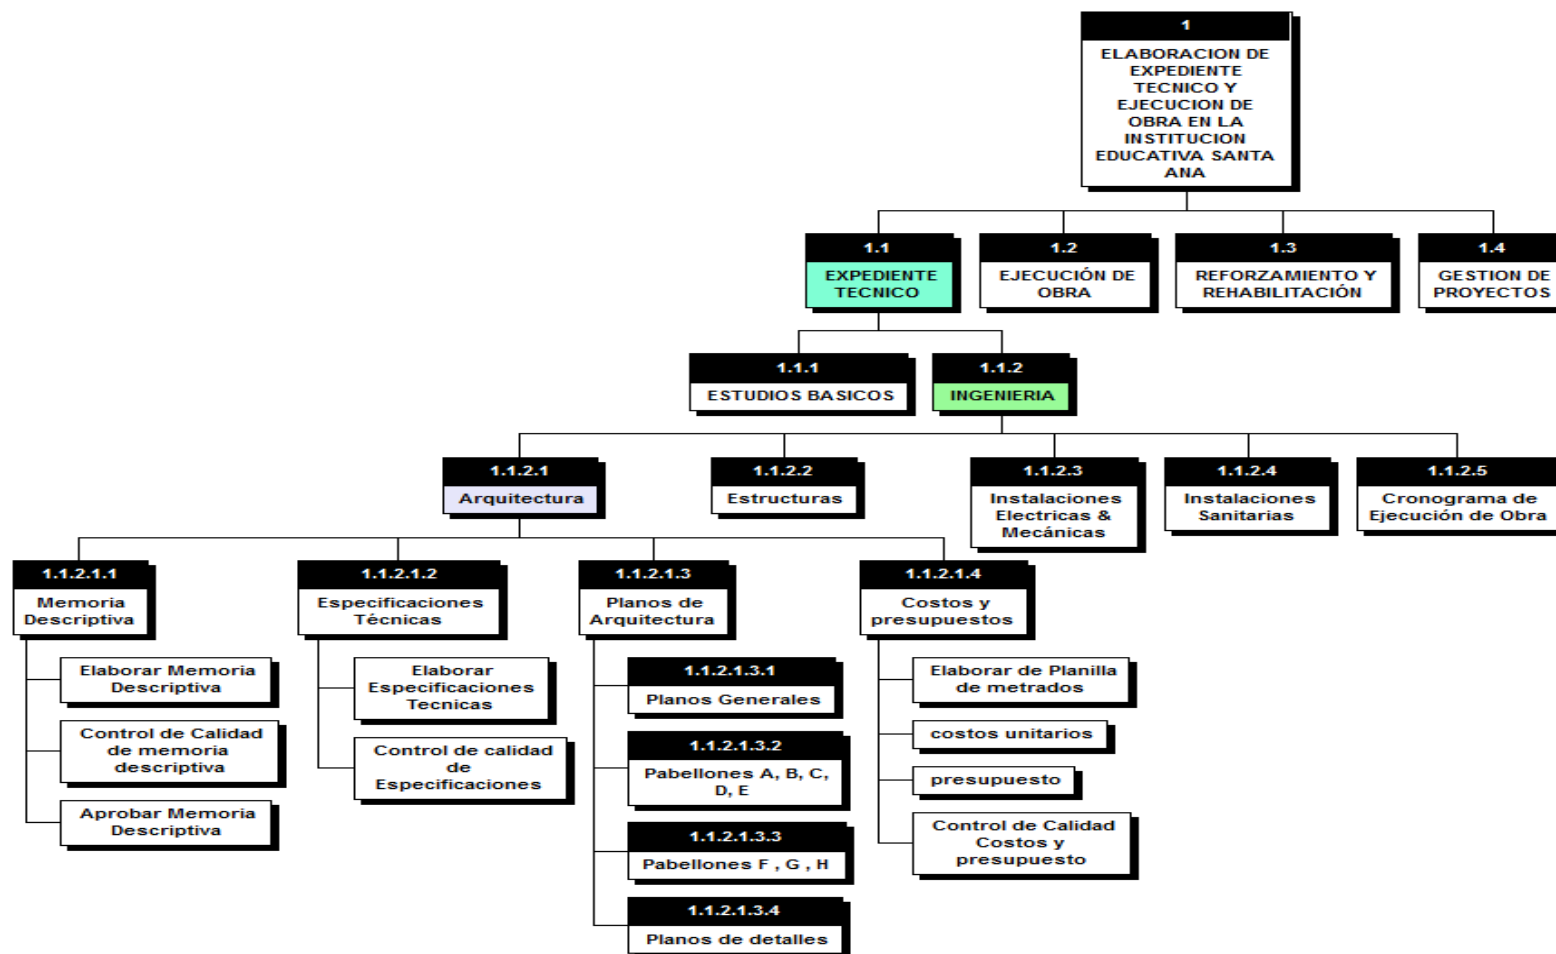 1
ELABORACION DE
EXPEDIENTE
TECNICO Y
EJECUCION DE
OBRA EN LA
INSTITUCION
EDUCATIVA SANTA
ANA
1.1
EXPEDIENTE
TECNICO
1.2
EJECUCIÓN DE
OBRA
1.3
REFORZAMIENTO Y
REHABILITACIÓN
1.4
GESTION DE
PROYECTOS
1.1.1
ESTUDIOS BASICOS
1.1.2
INGENIERIA
1.1.2.1
Arquitectura
1.1.2.2
Estructuras
1.1.2.3
Instalaciones
Electricas &
Mecánicas
1.1.2.4
Instalaciones
Sanitarias
1.1.2.5
Cronograma de
Ejecución de Obra
1.1.2.1.1
Memoria
Descriptiva
Elaborar Memoria
Descriptiva
Control de Calidad
de memoria
descriptiva
Aprobar Memoria
Descriptiva
1.1.2.1.2
Especificaciones
Técnicas
Elaborar
Especificaciones
Tecnicas
Control de calidad
de
Especificaciones
1.1.2.1.3
Planos de
Arquitectura
1.1.2.1.3.1
Planos Generales
1.1.2.1.3.2
Pabellones A, B, C,
D, E
1.1.2.1.3.3
Pabellones F , G , H
1.1.2.1.3.4
Planos de detalles
1.1.2.1.4
Costos y
presupuestos
Elaborar de Planilla
de metrados
costos unitarios
presupuesto
Control de Calidad
Costos y
presupuesto